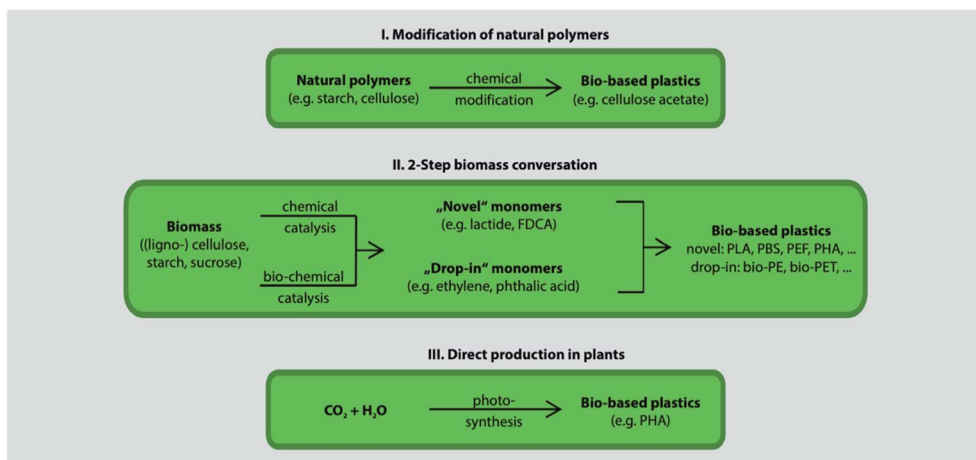 I. Modification of natural polymers
Natural polymers
(e.g. starch, cellulose)
chemical
modification
Bio-based plastics
(e.g. cellulose acetate)
II. 2-Step biomass conversation
Biomass
((ligno-) cellulose,
starch, sucrose)
chemical
catalysis
bio-chemical
catalysis
„Novel“ monomers
(e.g. lactide, FDCA)
„Drop-in“ monomers
(e.g. ethylene, phthalic acid)
Bio-based plastics
novel: PLA, PBS, PEF, PHA, ...
drop-in: bio-PE, bio-PET, ...
III. Direct production in plants
CO₂ + H₂O
photo-
synthesis
Bio-based plastics
(e.g. PHA)